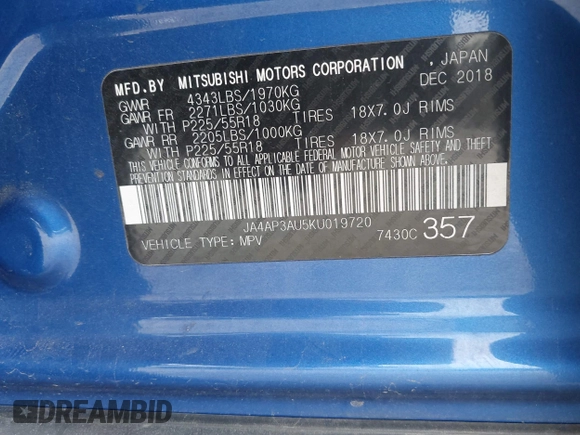 MFD.BY MITSUBISHI MOTORS CORPORATION , JAPAN
GVWR 4343LBS/1970KG DEC 2018
GAWR FR 2271LBS/1030KG
WITH P225/55R18 TIRES 18X7.0J RIMS
GAWR RR 2205LBS/1000KG
WITH P225/55R18 TIRES 18X7.0J RIMS
THIS VEHICLE CONFORMS TO ALL APPLICABLE FEDERAL MOTOR VEHICLE SAFETY AND
THEFT PREVENTION STANDARDS IN EFFECT ON THE DATE OF MANUFACTURE SHOWN ABOVE.
JA4AP3AU5KU019720
VEHICLE TYPE: MPV 7430C 357
DREAMBID